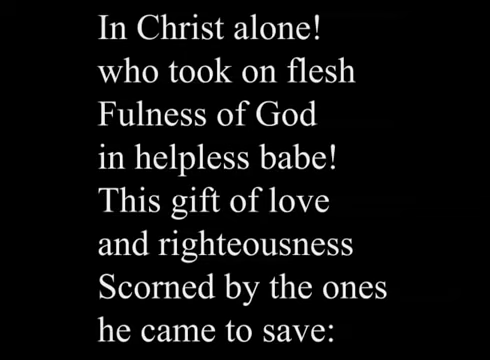 In Christ alone!
who took on flesh
Fulness of God
in helpless babe!
This gift of love
and righteousness
Scorned by the ones
he came to save: